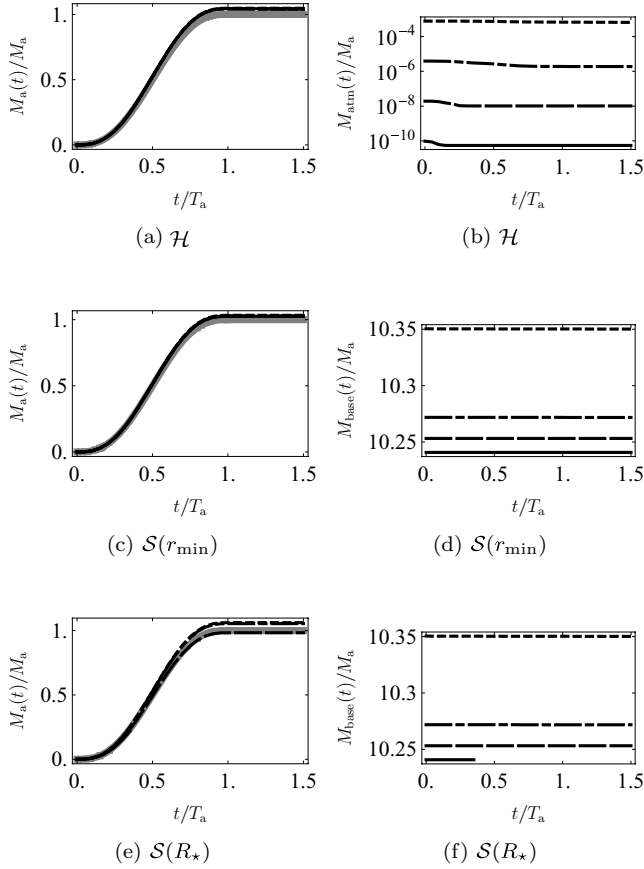 M_a(t)/M_a
1.
0.5
0.
0. 0.5 1. 1.5
t/T_a
(a) ℋ
M_atm(t)/M_a
10^-4
10^-6
10^-8
10^-10
0. 0.5 1.0 1.5
t/T_a
(b) ℋ
M_a(t)/M_a
1.
0.5
0.
0. 0.5 1. 1.5
t/T_a
(c) 𝒮(r_min)
M_base(t)/M_a
10.35
10.3
10.25
0. 0.5 1.0 1.5
t/T_a
(d) 𝒮(r_min)
M_a(t)/M_a
1.
0.5
0.
0. 0.5 1. 1.5
t/T_a
(e) 𝒮(R_⋆)
M_base(t)/M_a
10.35
10.3
10.25
0. 0.5 1.0 1.5
t/T_a
(f) 𝒮(R_⋆)